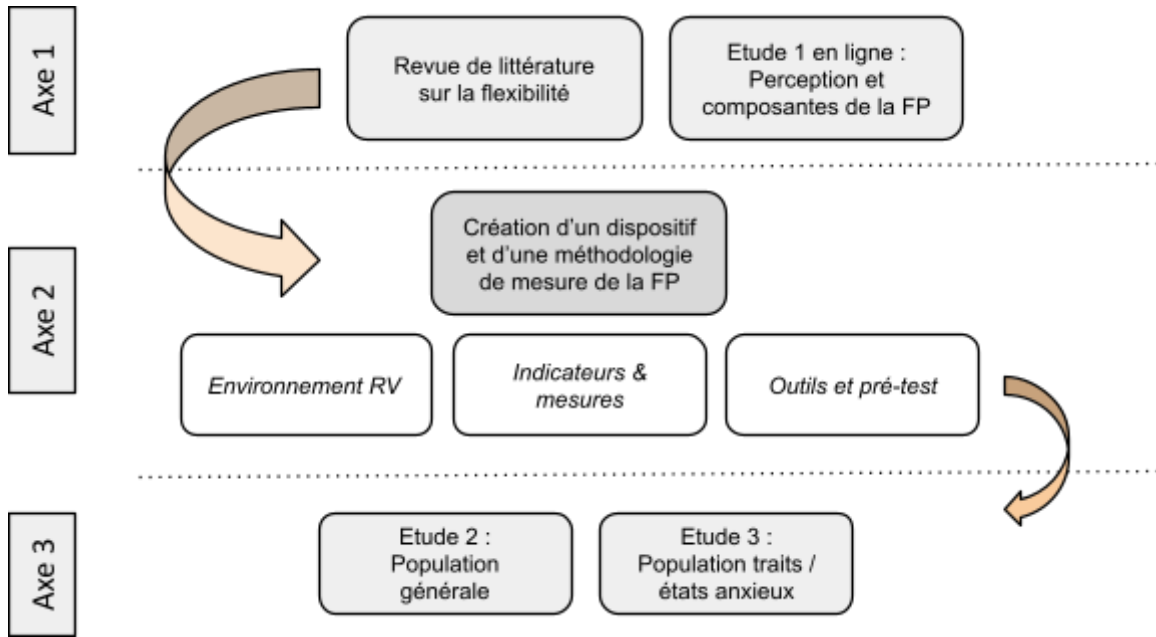 Axe 1
Revue de littérature
sur la flexibilité
Etude 1 en ligne :
Perception et
composantes de la FP
Axe 2
Création d’un dispositif
et d’une méthodologie
de mesure de la FP
Environnement RV
Indicateurs &
mesures
Outils et pré-test
Axe 3
Etude 2 :
Population
générale
Etude 3 :
Population traits /
états anxieux